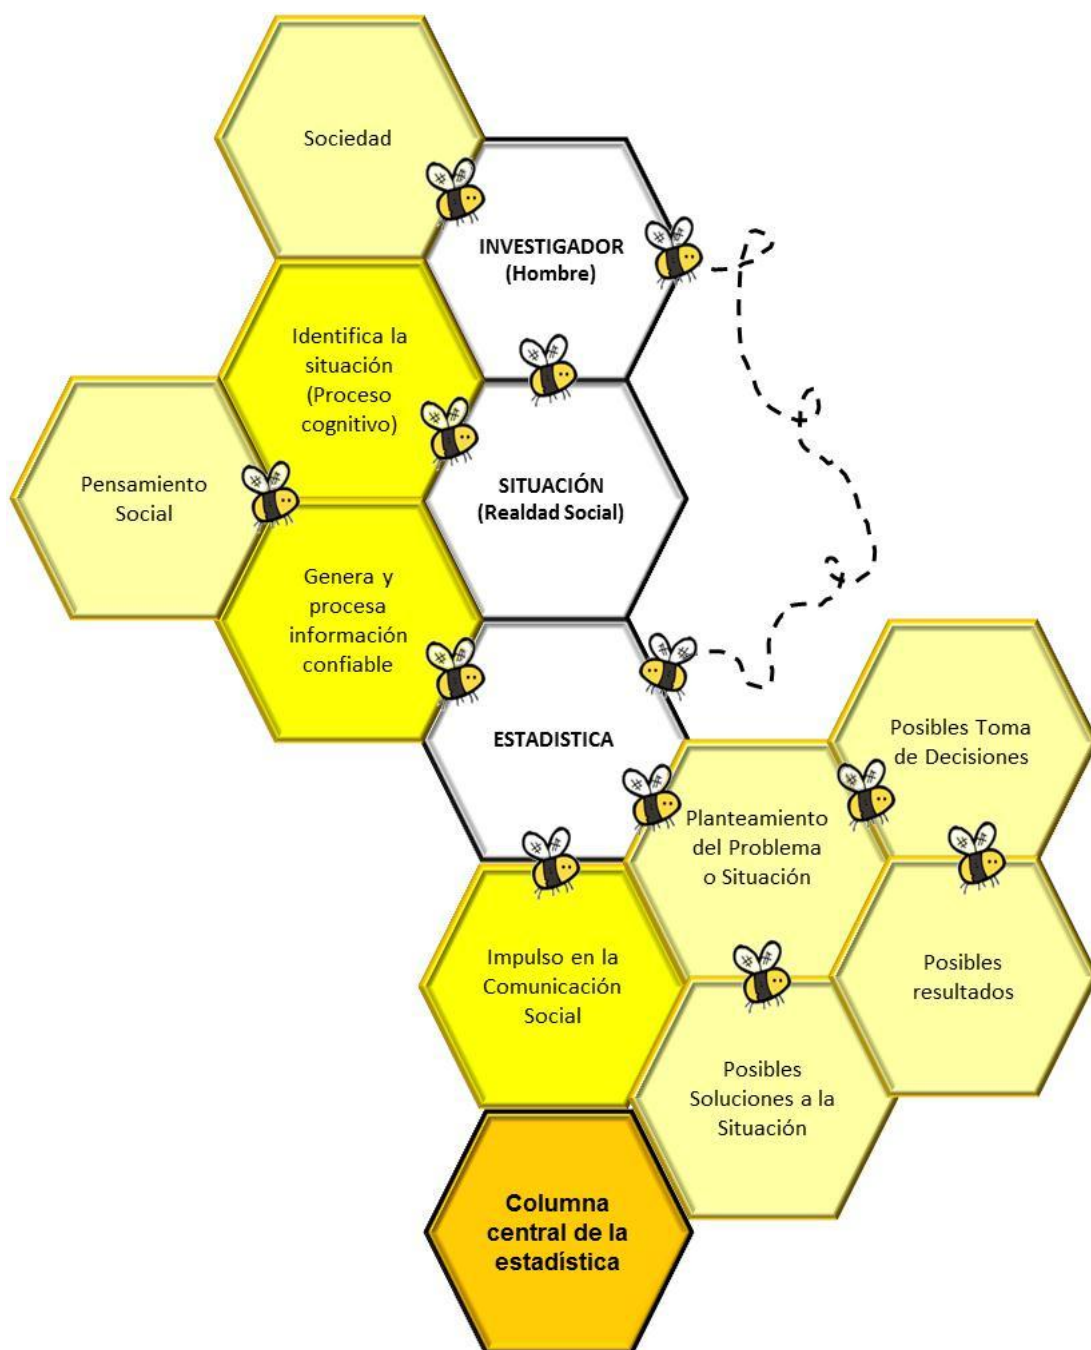 Sociedad
INVESTIGADOR
(Hombre)
Identifica la
situación
(Proceso
cognitivo)
Pensamiento
Social
SITUACIÓN
(Realdad Social)
Genera y
procesa
información
confiable
ESTADISTICA
Posibles Toma
de Decisiones
Planteamiento
del Problema
o Situación
Impulso en la
Comunicación
Social
Posibles
resultados
Posibles
Soluciones a la
Situación
Columna
central de la
estadística